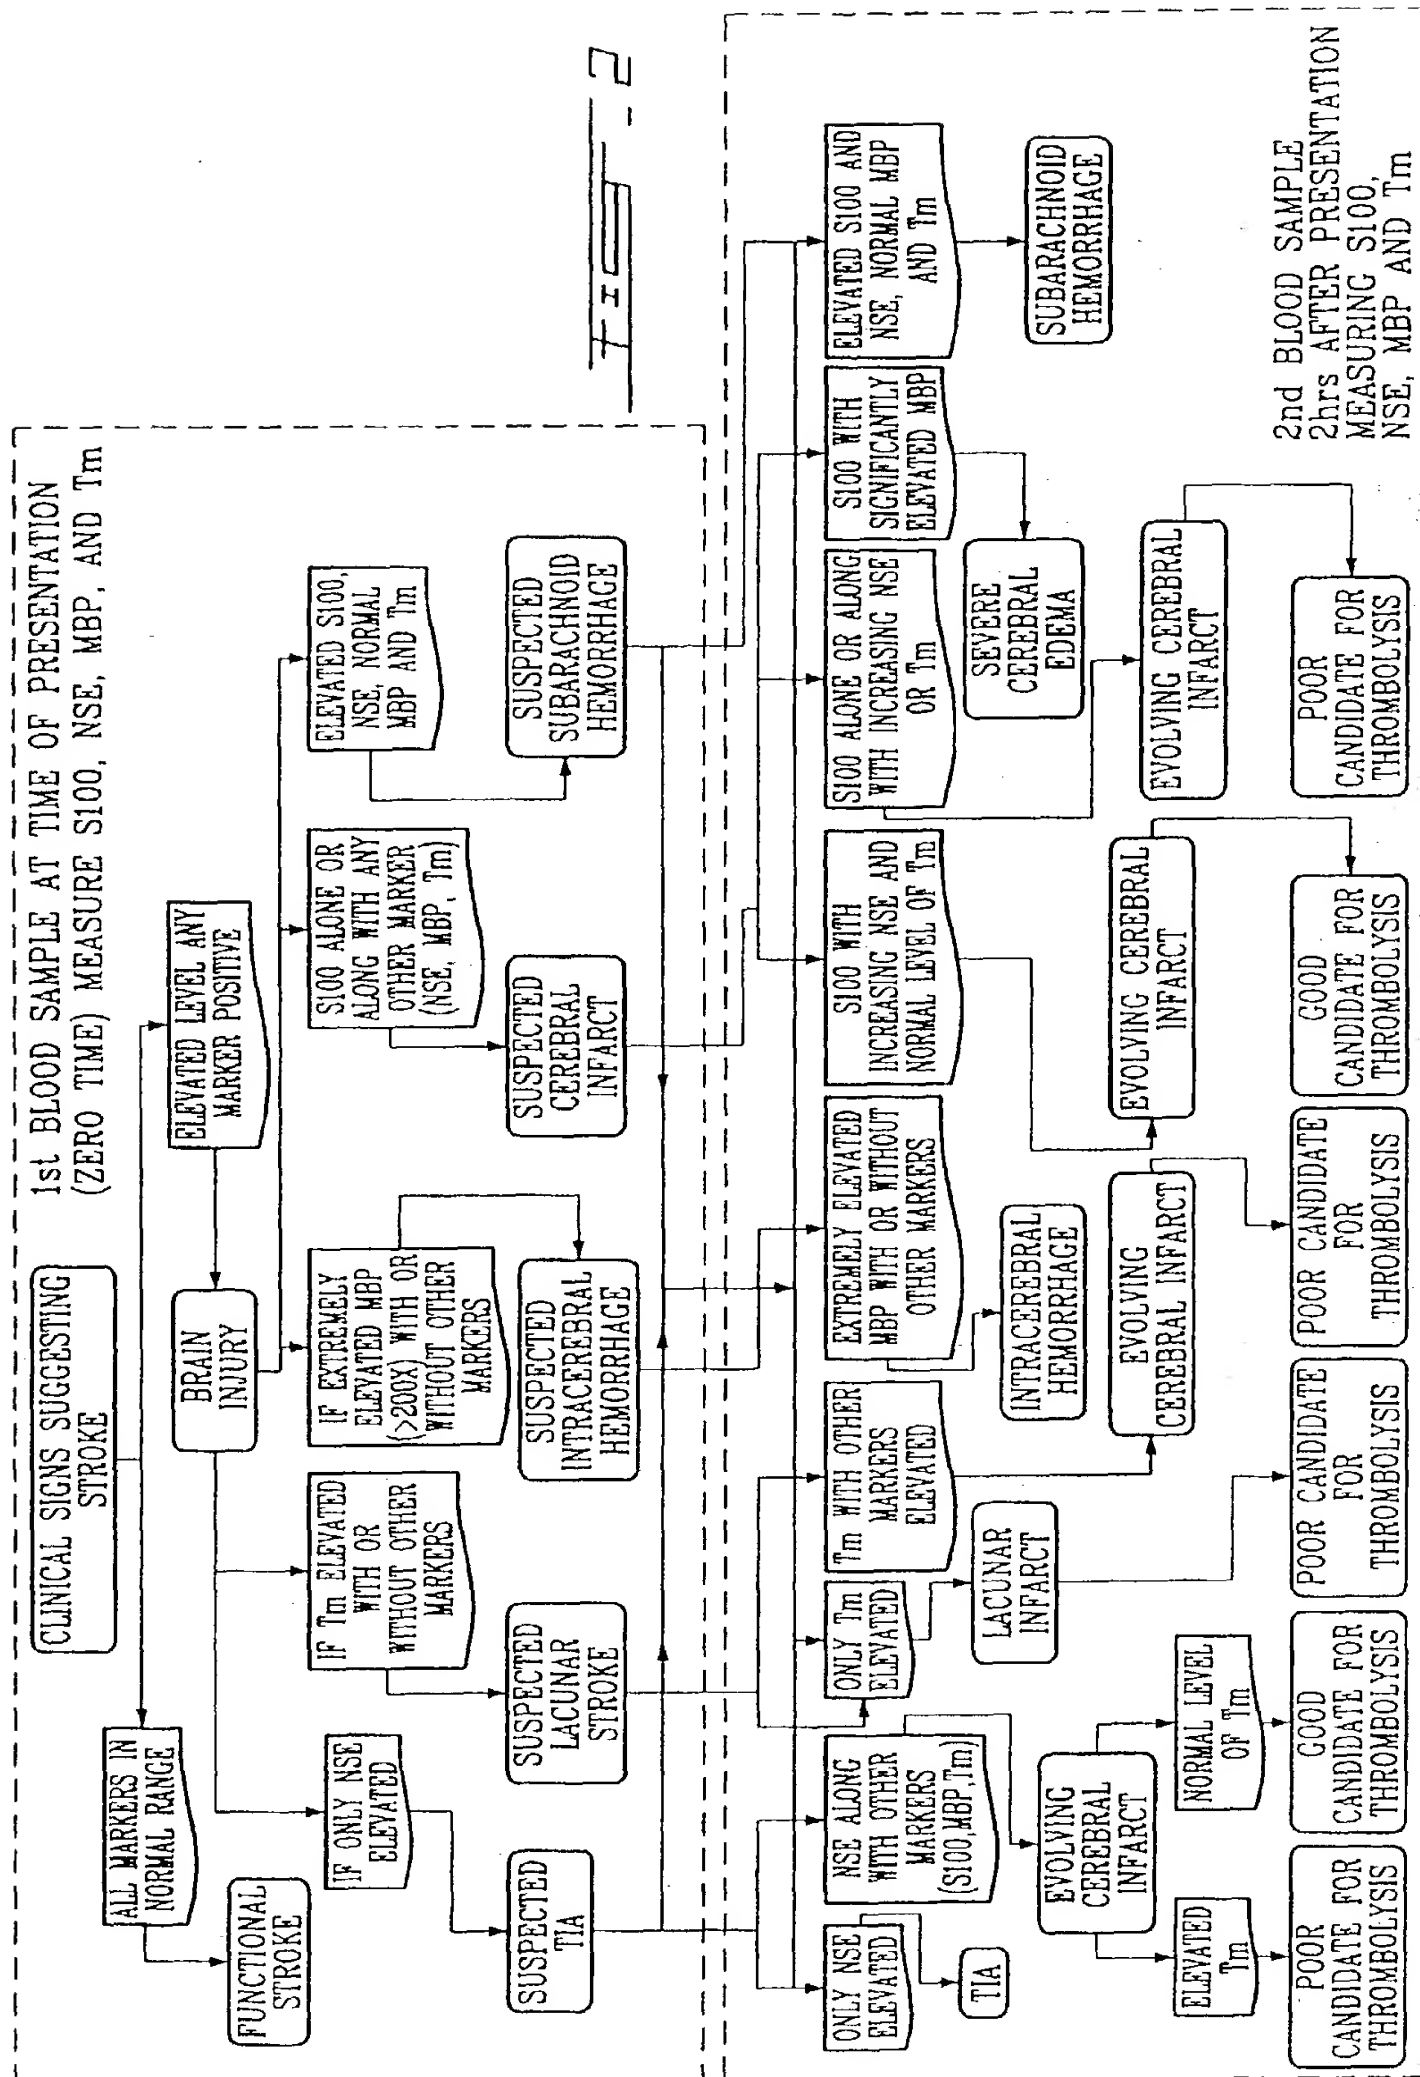 1st BLOOD SAMPLE AT TIME OF PRESENTATION
(ZERO TIME) MEASURE S100, NSE, MBP, AND Tm
CLINICAL SIGNS SUGGESTING
STROKE
ALL MARKERS IN
NORMAL RANGE
ELEVATED LEVEL ANY
MARKER POSITIVE
FUNCTIONAL
STROKE
BRAIN
INJURY
IF ONLY NSE
ELEVATED
IF Tm ELEVATED
WITH OR
WITHOUT OTHER
MARKERS
IF EXTREMELY
ELEVATED MBP
(>200X) WITH OR
WITHOUT OTHER
MARKERS
S100 ALONE OR
ALONG WITH ANY
OTHER MARKER
(NSE, MBP, Tm)
ELEVATED S100,
NSE, NORMAL
MBP AND Tm
SUSPECTED
TIA
SUSPECTED
LACUNAR
STROKE
SUSPECTED
INTRACEREBRAL
HEMORRHAGE
SUSPECTED
CEREBRAL
INFARCT
SUSPECTED
SUBARACHNOID
HEMORRHAGE
FIG - 2
ONLY NSE
ELEVATED
NSE ALONG
WITH OTHER
MARKERS
(S100,MBP,Tm)
ONLY Tm
ELEVATED
Tm WITH OTHER
MARKERS
ELEVATED
EXTREMELY ELEVATED
MBP WITH OR WITHOUT
OTHER MARKERS
S100 WITH
INCREASING NSE AND
NORMAL LEVEL OF Tm
S100 ALONE OR ALONG
WITH INCREASING NSE
OR Tm
S100 WITH
SIGNIFICANTLY
ELEVATED MBP
ELEVATED S100 AND
NSE, NORMAL MBP
AND Tm
TIA
EVOLVING
CEREBRAL
INFARCT
LACUNAR
INFARCT
INTRACEREBRAL
HEMORRHAGE
SEVERE
CEREBRAL
EDEMA
SUBARACHNOID
HEMORRHAGE
EVOLVING
CEREBRAL INFARCT
EVOLVING CEREBRAL
INFARCT
EVOLVING CEREBRAL
INFARCT
ELEVATED
Tm
NORMAL LEVEL
OF Tm
POOR
CANDIDATE FOR
THROMBOLYSIS
GOOD
CANDIDATE FOR
THROMBOLYSIS
POOR CANDIDATE
FOR
THROMBOLYSIS
POOR CANDIDATE
FOR
THROMBOLYSIS
GOOD
CANDIDATE FOR
THROMBOLYSIS
POOR
CANDIDATE FOR
THROMBOLYSIS
2nd BLOOD SAMPLE
2hrs AFTER PRESENTATION
MEASURING S100,
NSE, MBP AND Tm